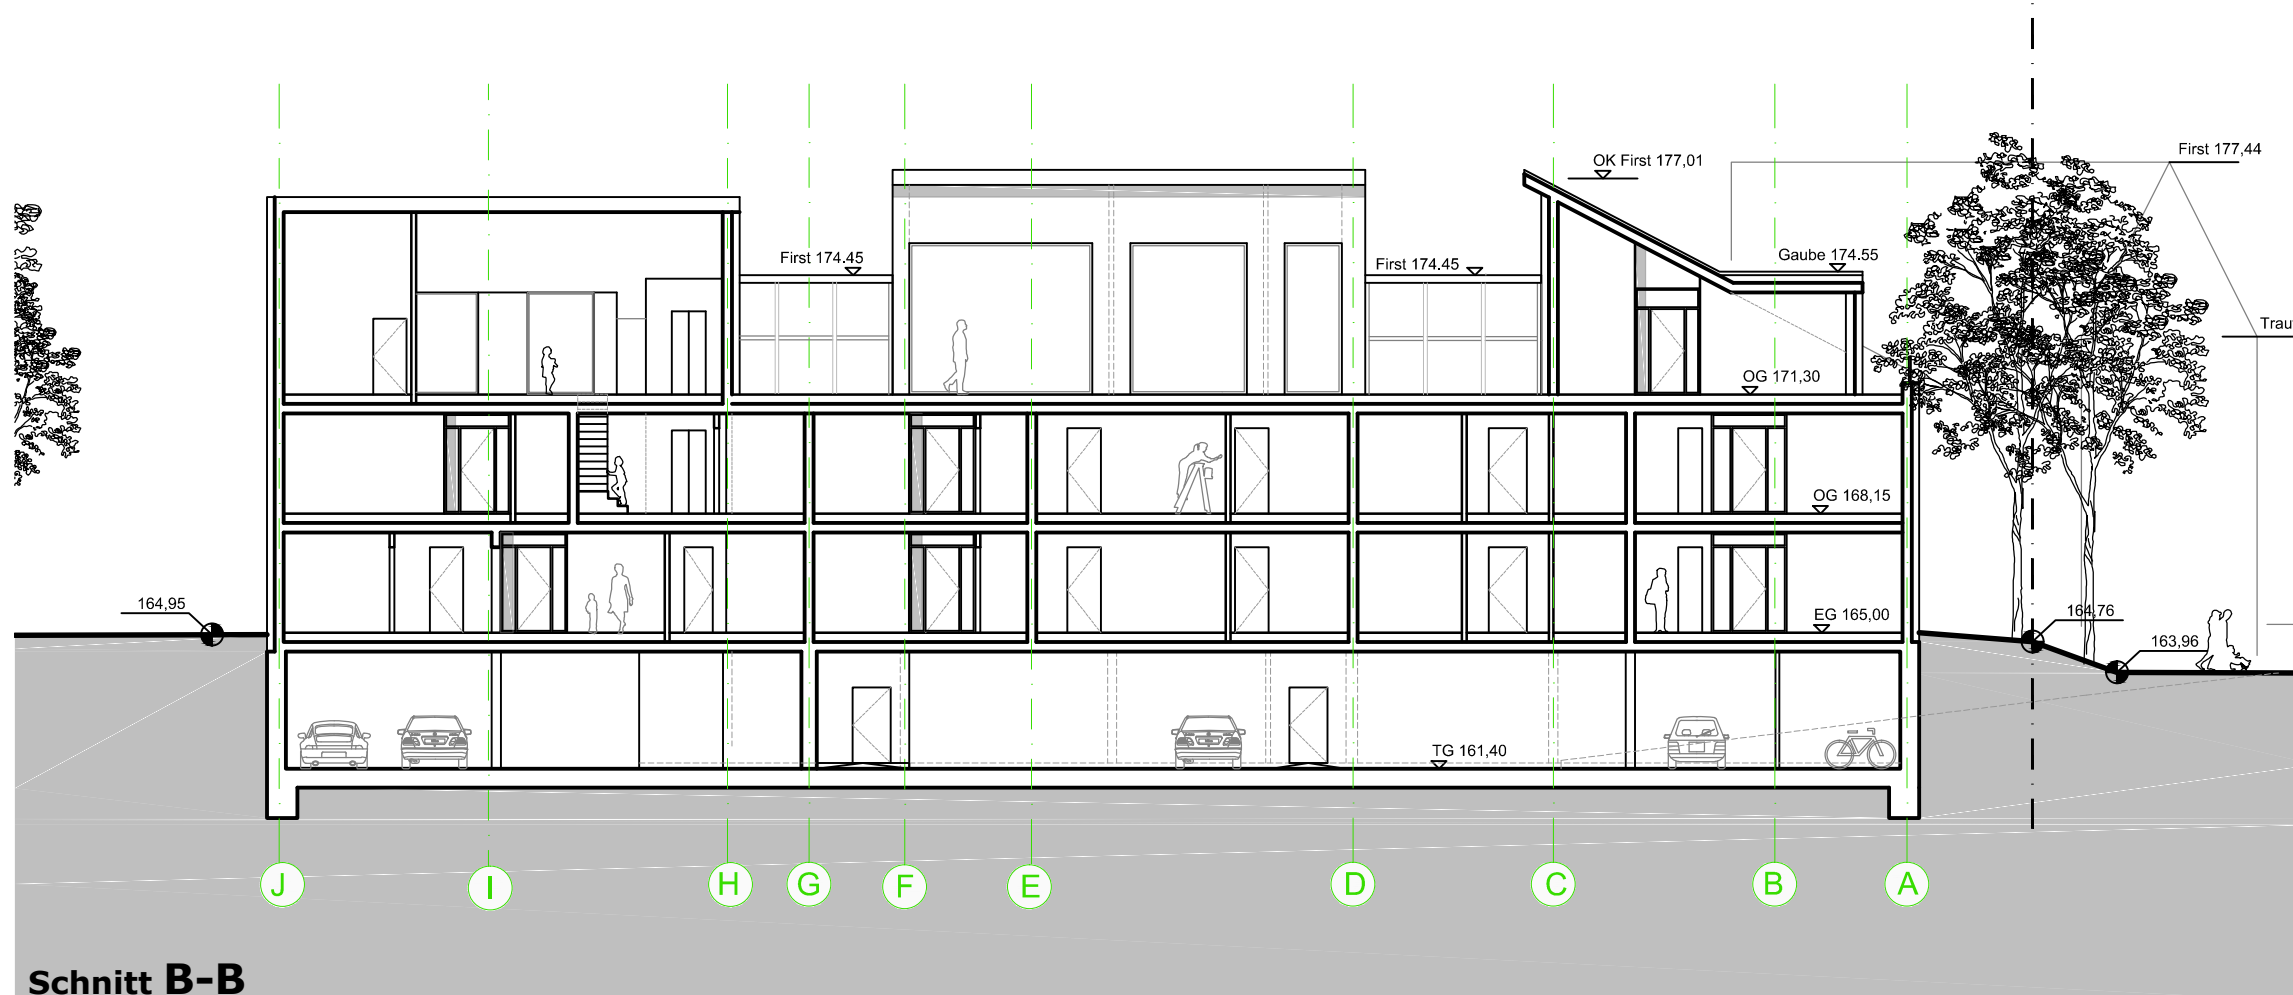 OK First 177,01
First 177,44
First 174.45
First 174.45
Gaube 174.55
OG 171,30
OG 168,15
EG 165,00
164,95
164,76
163,96
TG 161,40
J I H G F E D C B A
Schnitt B-B